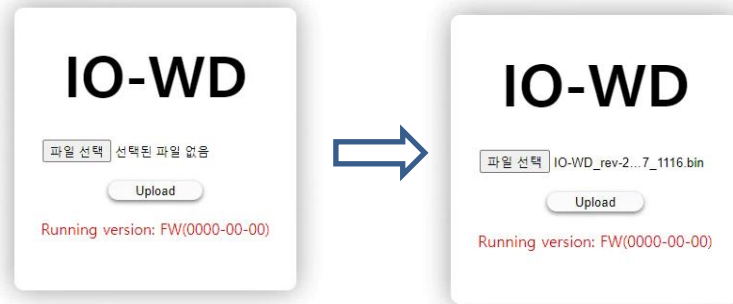 IO-WD
파일 선택 선택된 파일 없음
Upload
Running version: FW(0000-00-00)
IO-WD
파일 선택 IO-WD_rev-2...7_1116.bin
Upload
Running version: FW(0000-00-00)